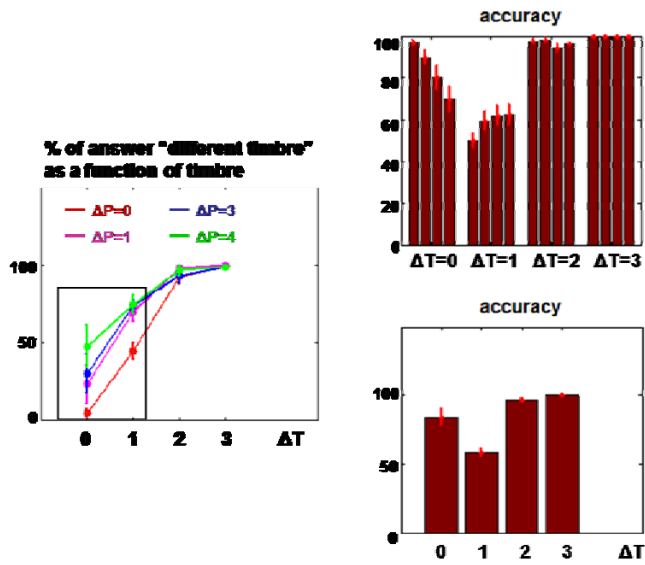 % of answer "different timbre"
as a function of timbre
ΔP=0
ΔP=3
ΔP=1
ΔP=4
100
50
0
0 1 2 3 ΔT
accuracy
100
80
60
40
20
0
ΔT=0 ΔT=1 ΔT=2 ΔT=3
accuracy
100
50
0
0 1 2 3 ΔT